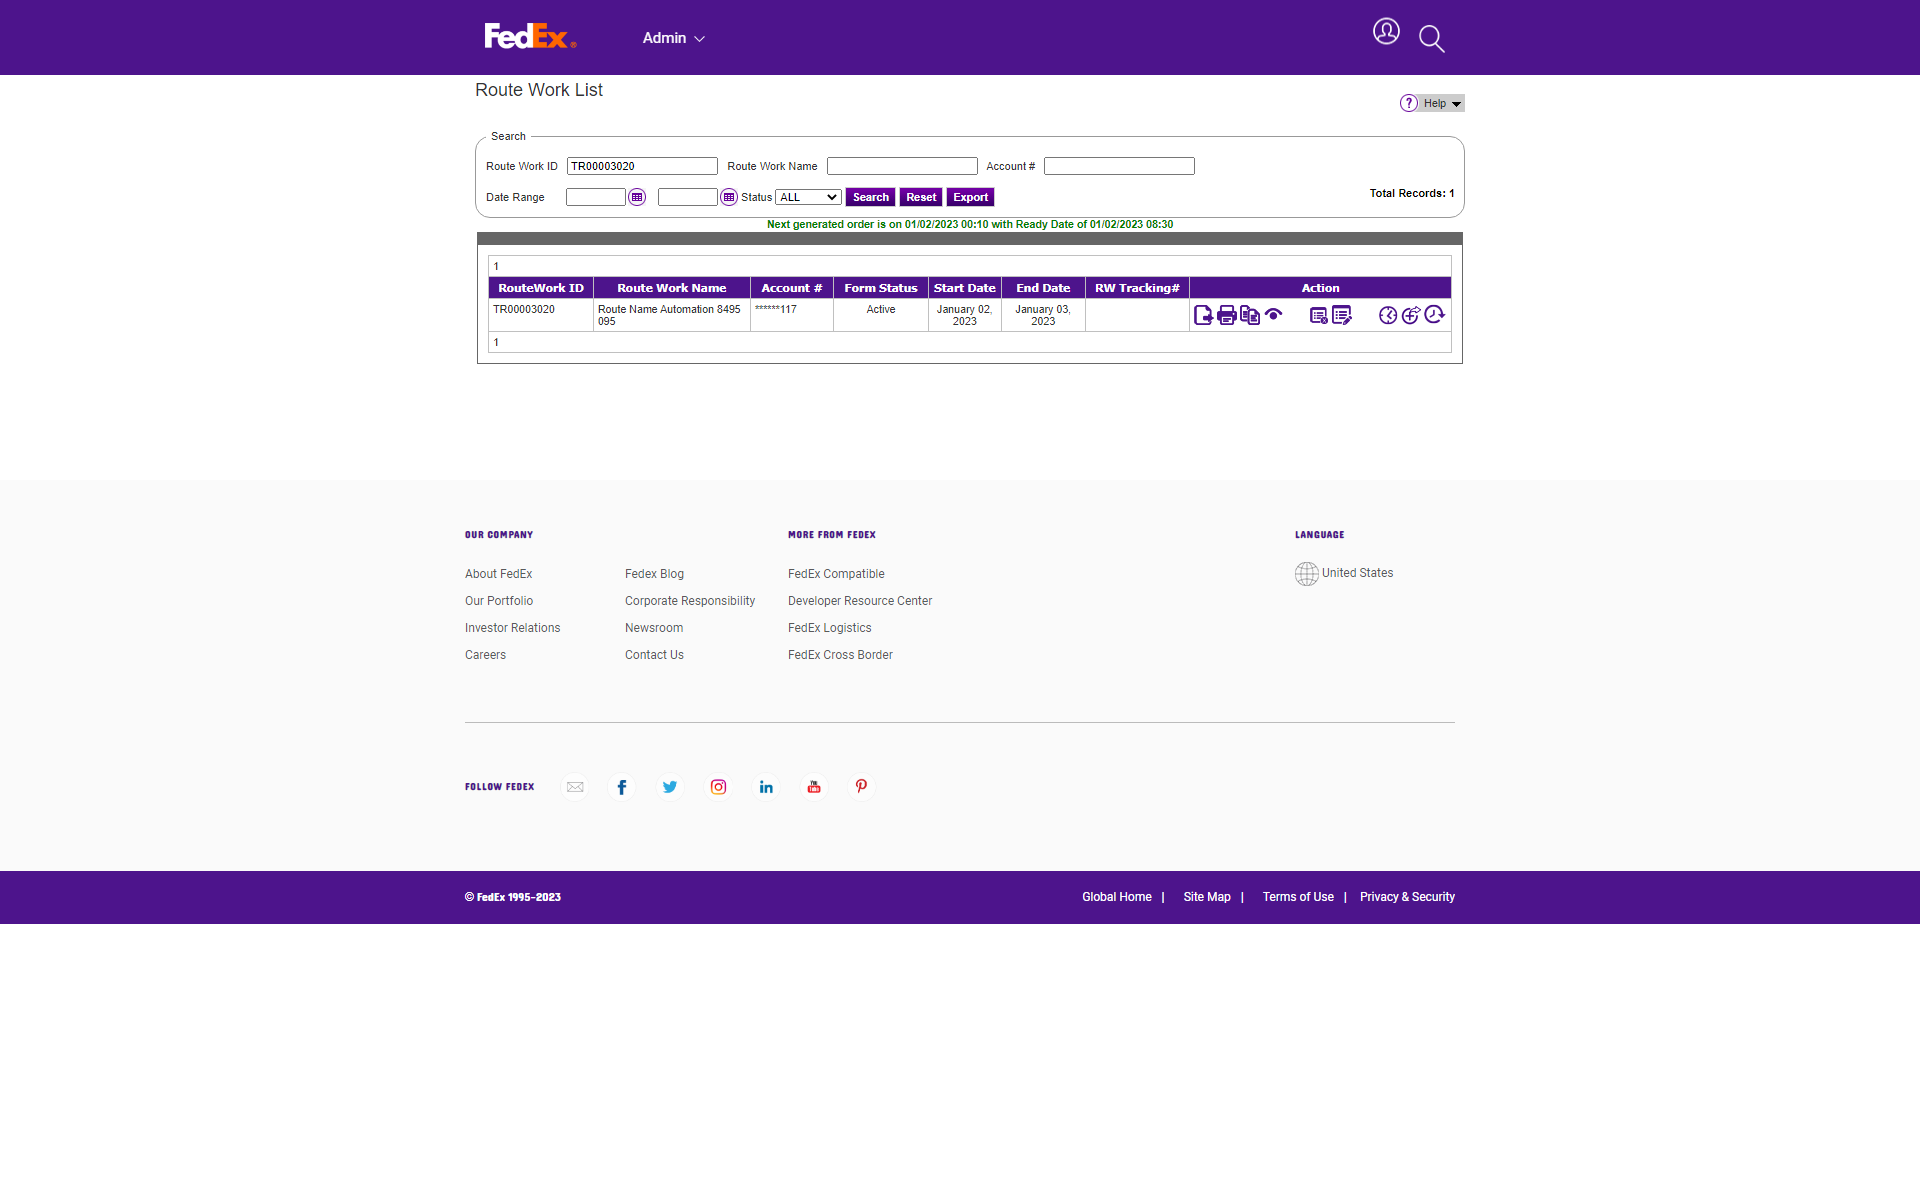 FedEx® Admin
Route Work List
? Help
Search
Route Work ID TR00003020 Route Work Name Account #
Date Range Status ALL Search Reset Export Total Records: 1
Next generated order is on 01/02/2023 00:10 with Ready Date of 01/02/2023 08:30
1
RouteWork ID Route Work Name Account # Form Status Start Date End Date RW Tracking# Action
TR00003020 Route Name Automation 8495 ******117 Active January 02, January 03,
095 2023 2023
1
OUR COMPANY MORE FROM FEDEX LANGUAGE
About FedEx Fedex Blog FedEx Compatible United States
Our Portfolio Corporate Responsibility Developer Resource Center
Investor Relations Newsroom FedEx Logistics
Careers Contact Us FedEx Cross Border
FOLLOW FEDEX
© FedEx 1995-2023 Global Home | Site Map | Terms of Use | Privacy & Security